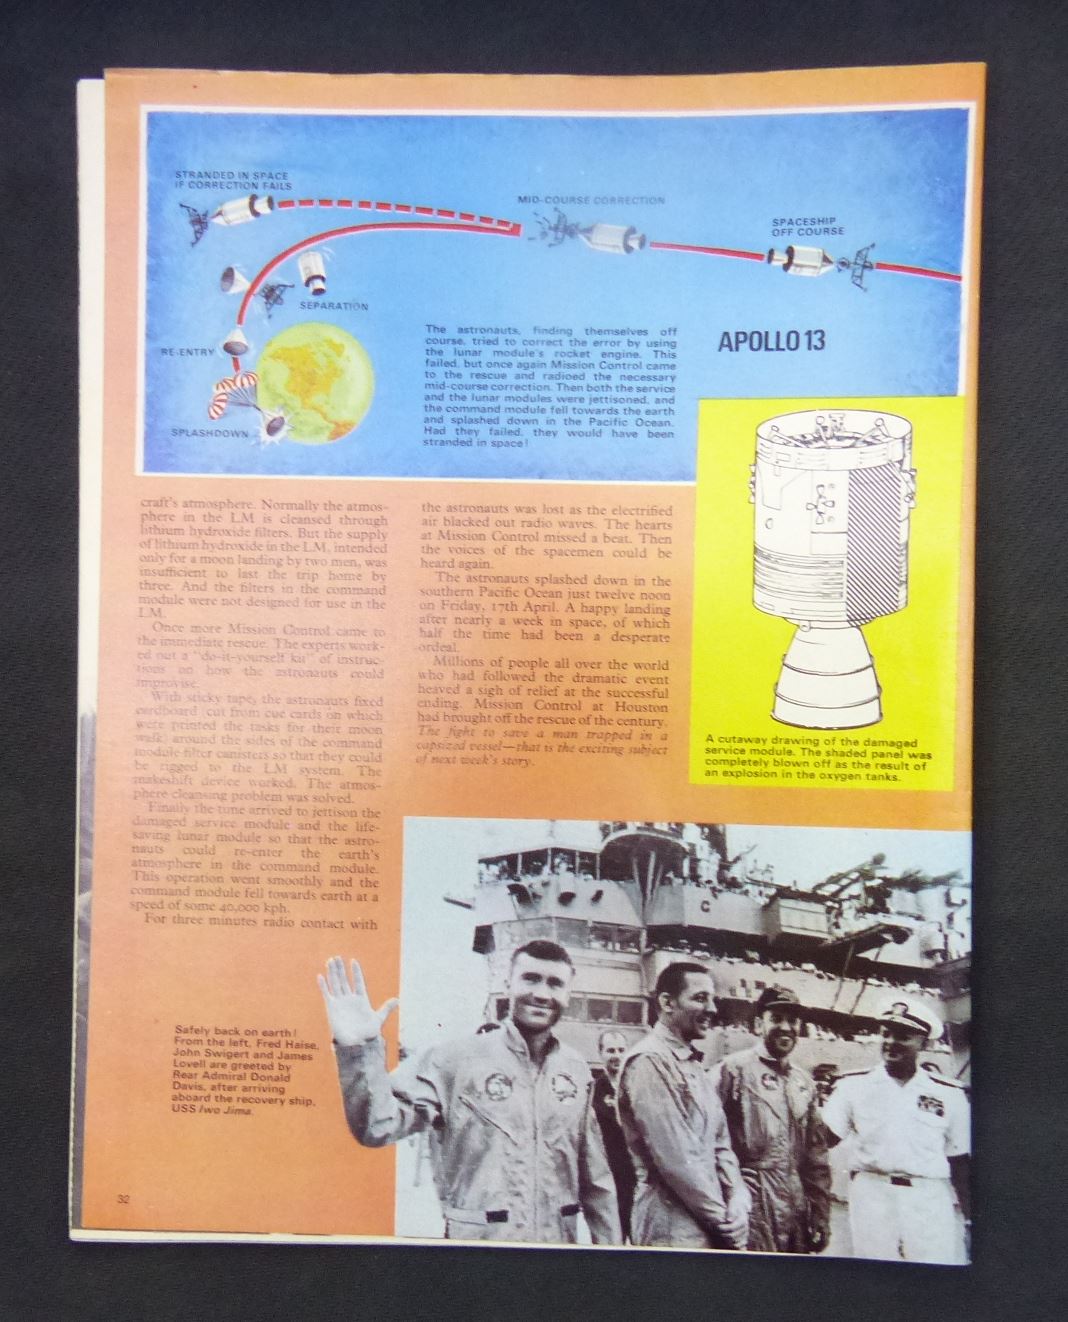 STRANDED IN SPACE
IF CORRECTION FAILS
MID-COURSE CORRECTION
SPACESHIP
OFF COURSE
SEPARATION
RE-ENTRY
SPLASHDOWN
The astronauts, finding themselves off
course, tried to correct the error by using
the lunar module's rocket engine. This
failed, but once again Mission Control came
to the rescue and radioed the necessary
mid-course correction. Then both the service
and the lunar modules were jettisoned, and
the command module fell towards the earth
and splashed down in the Pacific Ocean.
Had they failed, they would have been
stranded in space!
APOLLO 13
A cutaway drawing of the damaged
service module. The shaded panel was
completely blown off as the result of
an explosion in the oxygen tanks.
craft's atmosphere. Normally the atmos-
phere in the LM is cleansed through
lithium hydroxide filters. But the supply
of lithium hydroxide in the LM, intended
only for a moon landing by two men, was
insufficient to last the trip home by
three. And the filters in the command
module were not designed for use in the
LM.
Once more Mission Control came to
the immediate rescue. The experts work-
ed out a "do-it-yourself kit" of instruc-
tions on how the astronauts could
improvise.
With sticky tape, the astronauts fixed
cardboard (cut from cue cards on which
were printed the tasks for their moon
walk) around the sides of the command
module filter canisters so that they could
be rigged to the LM system. The
makeshift device worked. The atmos-
phere cleansing problem was solved.
Finally the time arrived to jettison the
damaged service module and the life-
saving lunar module so that the astro-
nauts could re-enter the earth's
atmosphere in the command module.
This operation went smoothly and the
command module fell towards earth at a
speed of some 40,000 kph.
For three minutes radio contact with
the astronauts was lost as the electrified
air blacked out radio waves. The hearts
at Mission Control missed a beat. Then
the voices of the spacemen could be
heard again.
The astronauts splashed down in the
southern Pacific Ocean just twelve noon
on Friday, 17th April. A happy landing
after nearly a week in space, of which
half the time had been a desperate
ordeal.
Millions of people all over the world
who had followed the dramatic event
heaved a sigh of relief at the successful
ending. Mission Control at Houston
had brought off the rescue of the century.
The fight to save a man trapped in a
capsized vessel—that is the exciting subject
of next week's story.
Safely back on earth!
From the left, Fred Haise,
John Swigert and James
Lovell are greeted by
Rear Admiral Donald
Davis, after arriving
aboard the recovery ship,
USS Iwo Jima.
32